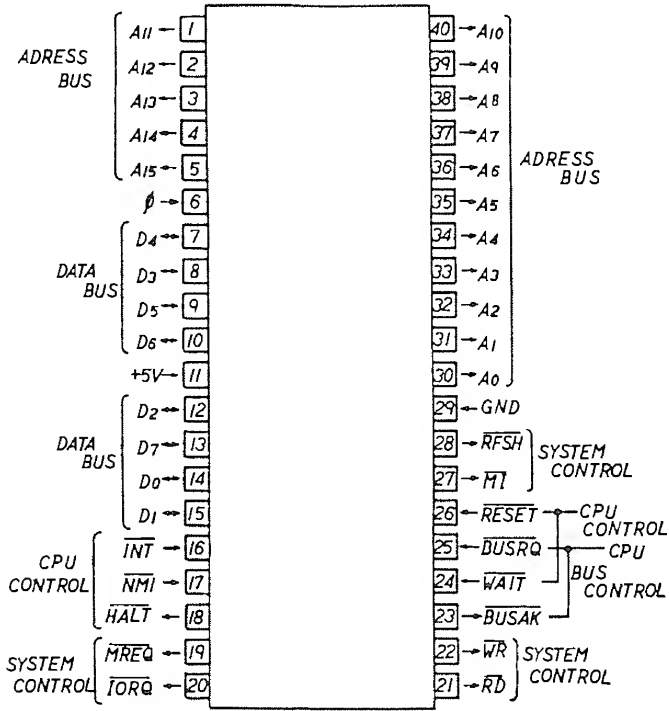 A11 1
A12 2
A13 3
A14 4
A15 5
ADRESS
BUS
φ 6
D4 7
D3 8
D5 9
D6 10
DATA
BUS
+5V 11
D2 12
D7 13
D0 14
D1 15
DATA
BUS
INT 16
NMI 17
HALT 18
CPU
CONTROL
MREQ 19
IORQ 20
SYSTEM
CONTROL
40 A10
39 A9
38 A8
37 A7
36 A6
35 A5
34 A4
33 A3
32 A2
31 A1
30 A0
ADRESS
BUS
29 GND
28 RFSH
27 M1
SYSTEM
CONTROL
26 RESET
25 BUSRQ
24 WAIT
23 BUSAK
CPU
CONTROL
CPU
BUS
CONTROL
22 WR
21 RD
SYSTEM
CONTROL